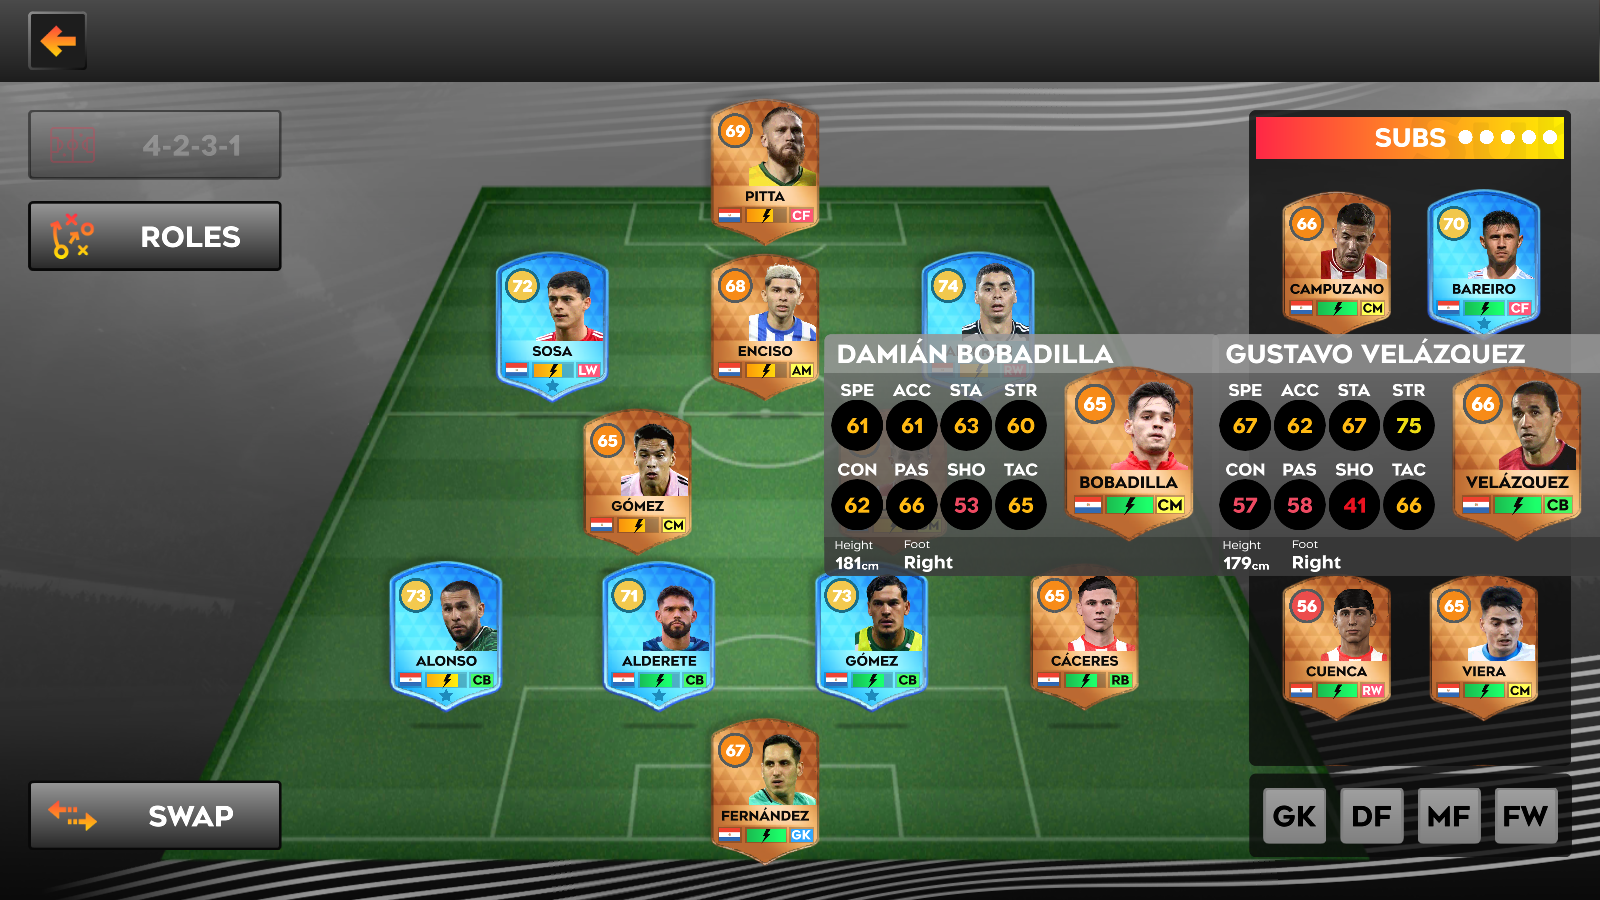 4-2-3-1
ROLES
SWAP
69
PITTA
CF
72
SOSA
LW
68
ENCISO
AM
74
RW
65
GÓMEZ
CM
73
ALONSO
CB
71
ALDERETE
CB
73
GÓMEZ
CB
65
CÁCERES
RB
67
FERNÁNDEZ
GK
SUBS
66
CAMPUZANO
CM
70
BAREIRO
CF
DAMIÁN BOBADILLA
SPE ACC STA STR
61 61 63 60
CON PAS SHO TAC
62 66 53 65
Height Foot
181cm Right
65
BOBADILLA
CM
GUSTAVO VELÁZQUEZ
SPE ACC STA STR
67 62 67 75
CON PAS SHO TAC
57 58 41 66
Height Foot
179cm Right
66
VELÁZQUEZ
CB
56
CUENCA
RW
65
VIERA
CM
GK DF MF FW